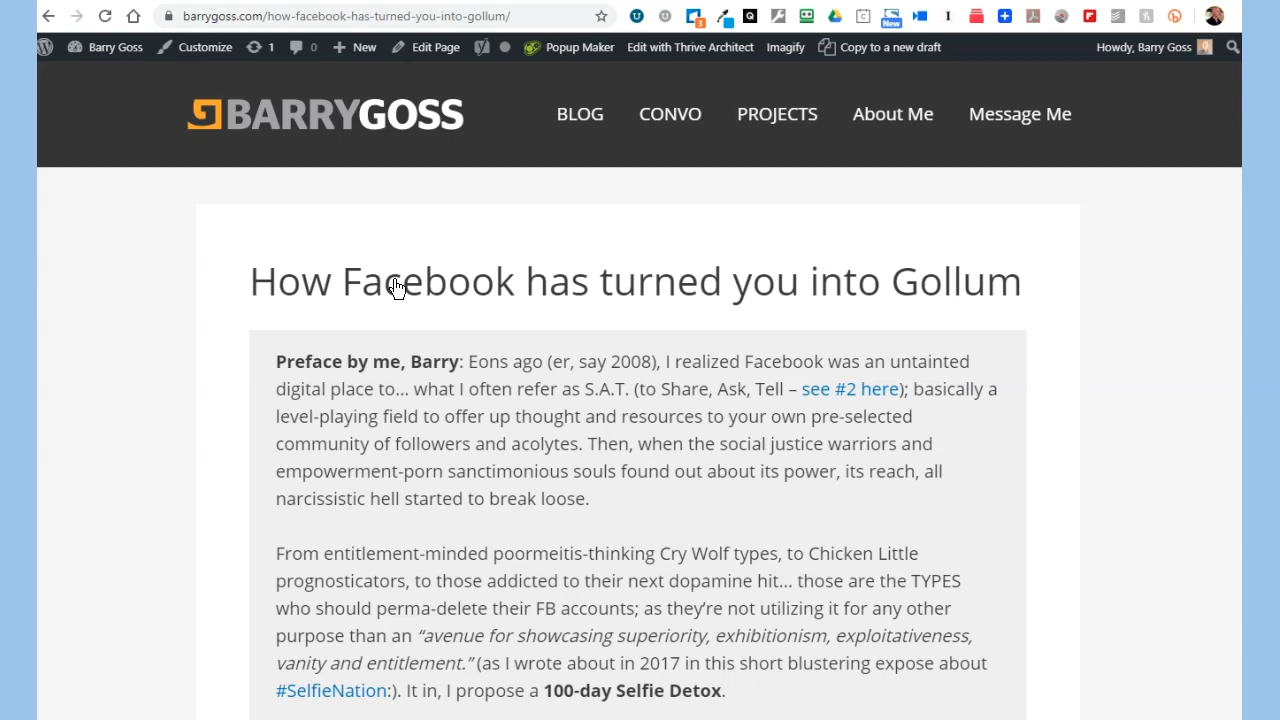 barrygoss.com/how-facebook-has-turned-you-into-gollum/
3
New
Barry Goss Customize 1 0 New Edit Page Popup Maker Edit with Thrive Architect Imagify Copy to a new draft Howdy, Barry Goss
BARRYGOSS BLOG CONVO PROJECTS About Me Message Me
How Facebook has turned you into Gollum
Preface by me, Barry: Eons ago (er, say 2008), I realized Facebook was an untainted
digital place to… what I often refer as S.A.T. (to Share, Ask, Tell – see #2 here); basically a
level-playing field to offer up thought and resources to your own pre-selected
community of followers and acolytes. Then, when the social justice warriors and
empowerment-porn sanctimonious souls found out about its power, its reach, all
narcissistic hell started to break loose.
From entitlement-minded poormeitis-thinking Cry Wolf types, to Chicken Little
prognosticators, to those addicted to their next dopamine hit… those are the TYPES
who should perma-delete their FB accounts; as they’re not utilizing it for any other
purpose than an “avenue for showcasing superiority, exhibitionism, exploitativeness,
vanity and entitlement.” (as I wrote about in 2017 in this short blustering expose about
#SelfieNation:). It in, I propose a 100-day Selfie Detox.